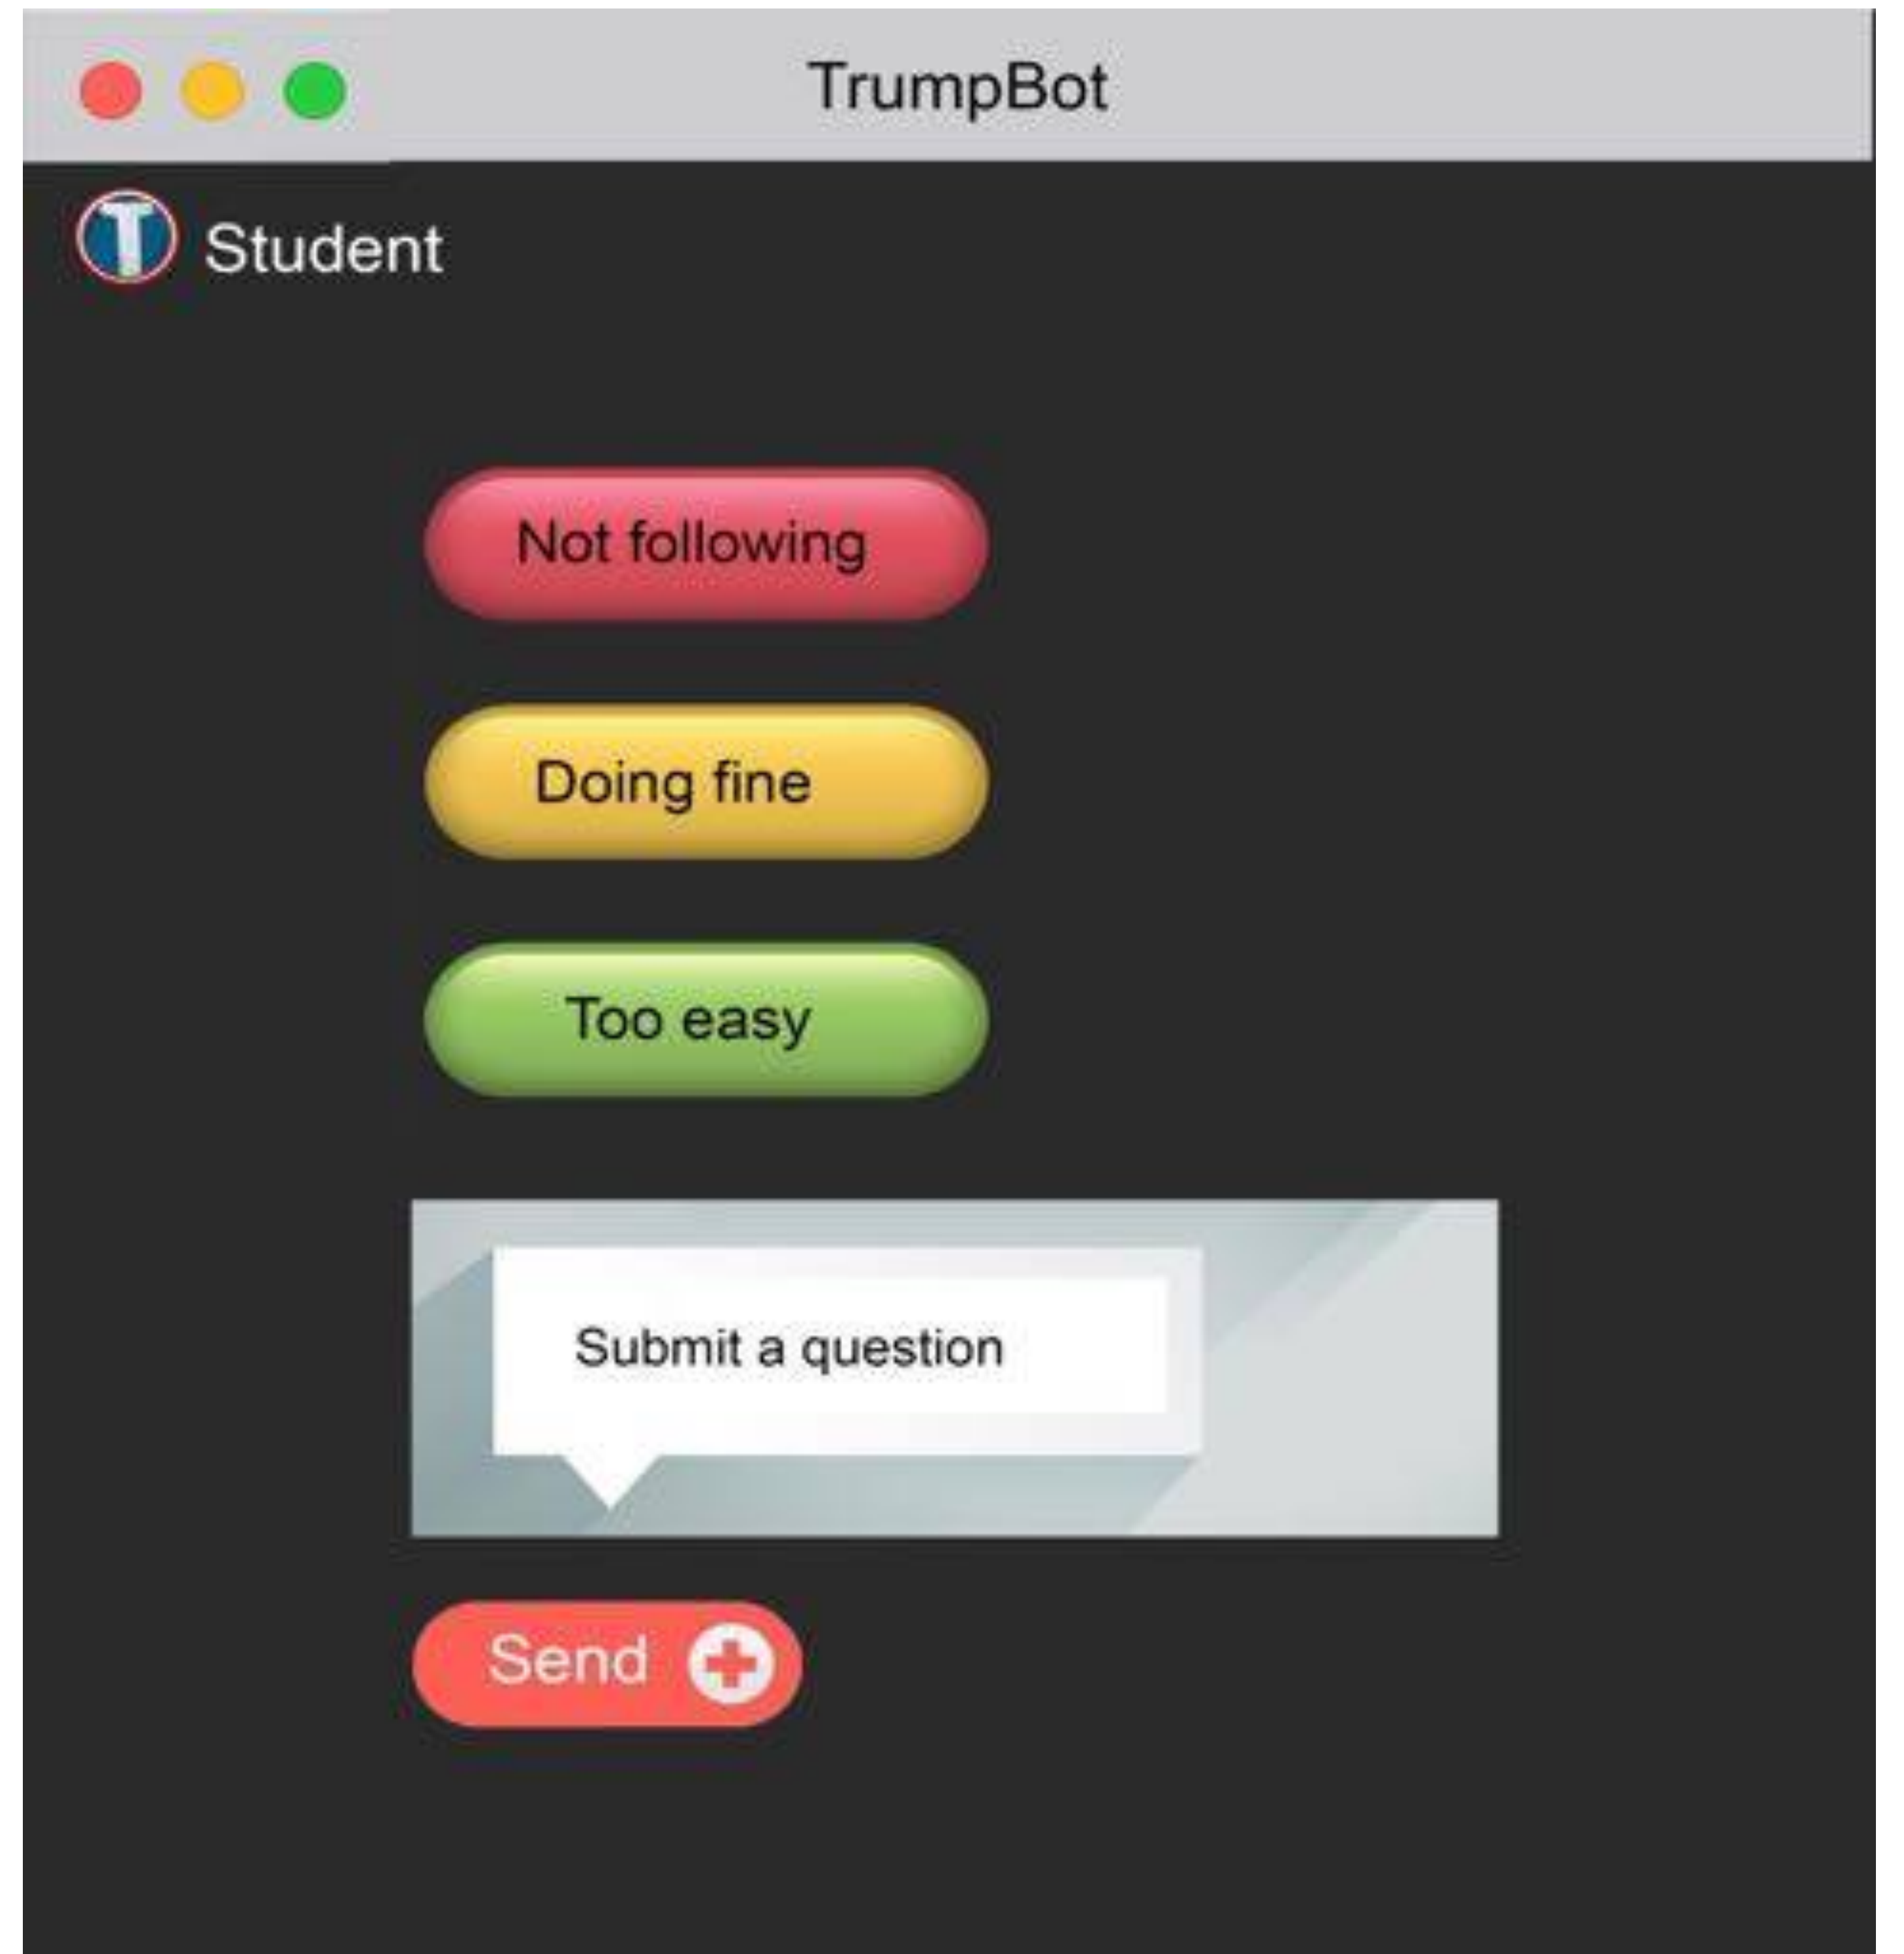 TrumpBot
T Student
Not following
Doing fine
Too easy
Submit a question
Send